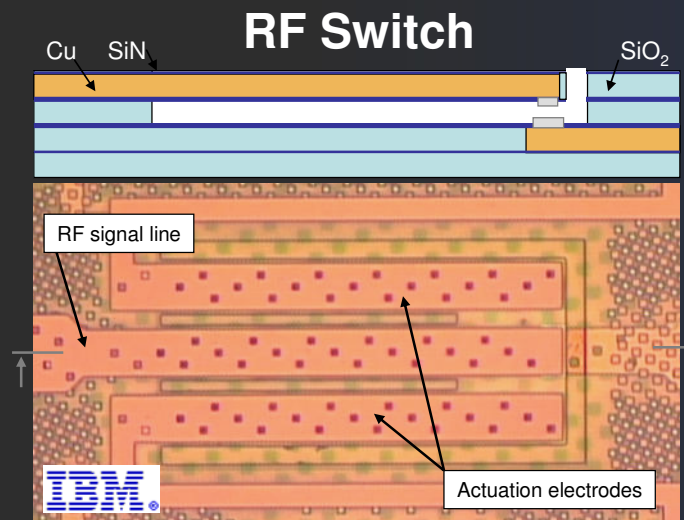 RF Switch
Cu SiN SiO₂
RF signal line
Actuation electrodes
IBM®